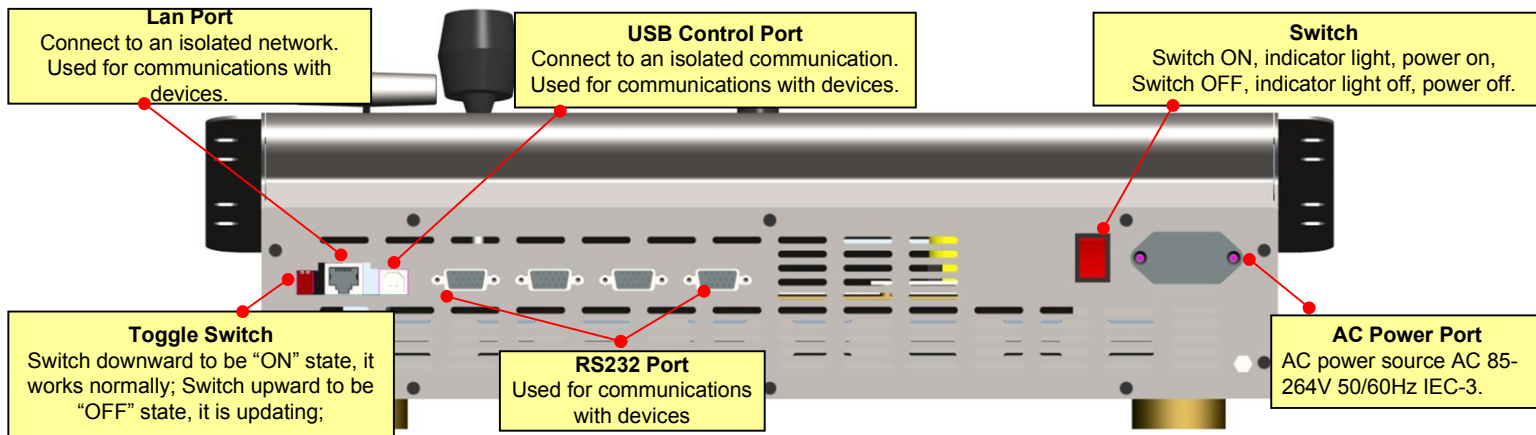 Lan Port
Connect to an isolated network.
Used for communications with
devices.
USB Control Port
Connect to an isolated communication.
Used for communications with devices.
Switch
Switch ON, indicator light, power on,
Switch OFF, indicator light off, power off.
Toggle Switch
Switch downward to be “ON” state, it
works normally; Switch upward to be
“OFF” state, it is updating;
RS232 Port
Used for communications
with devices
AC Power Port
AC power source AC 85-
264V 50/60Hz IEC-3.